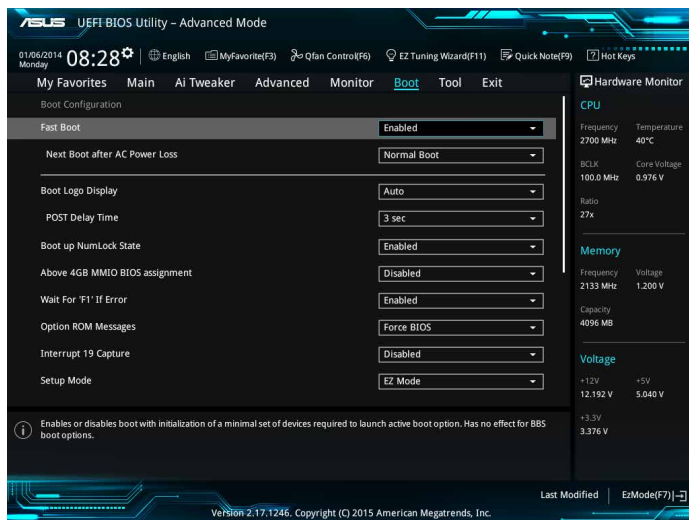 ASUS UEFI BIOS Utility – Advanced Mode
01/06/2014 Monday 08:28 English MyFavorite(F3) Qfan Control(F6) EZ Tuning Wizard(F11) Quick Note(F9) ? Hot Keys
My Favorites Main Ai Tweaker Advanced Monitor Boot Tool Exit
Boot Configuration
Fast Boot Enabled
Next Boot after AC Power Loss Normal Boot
Boot Logo Display Auto
POST Delay Time 3 sec
Boot up NumLock State Enabled
Above 4GB MMIO BIOS assignment Disabled
Wait For 'F1' If Error Enabled
Option ROM Messages Force BIOS
Interrupt 19 Capture Disabled
Setup Mode EZ Mode
i Enables or disables boot with initialization of a minimal set of devices required to launch active boot option. Has no effect for BBS
boot options.
Hardware Monitor
CPU
Frequency Temperature
2700 MHz 40°C
BCLK Core Voltage
100.0 MHz 0.976 V
Ratio
27x
Memory
Frequency Voltage
2133 MHz 1.200 V
Capacity
4096 MB
Voltage
+12V +5V
12.192 V 5.040 V
+3.3V
3.376 V
Last Modified EzMode(F7)
Version 2.17.1246. Copyright (C) 2015 American Megatrends, Inc.